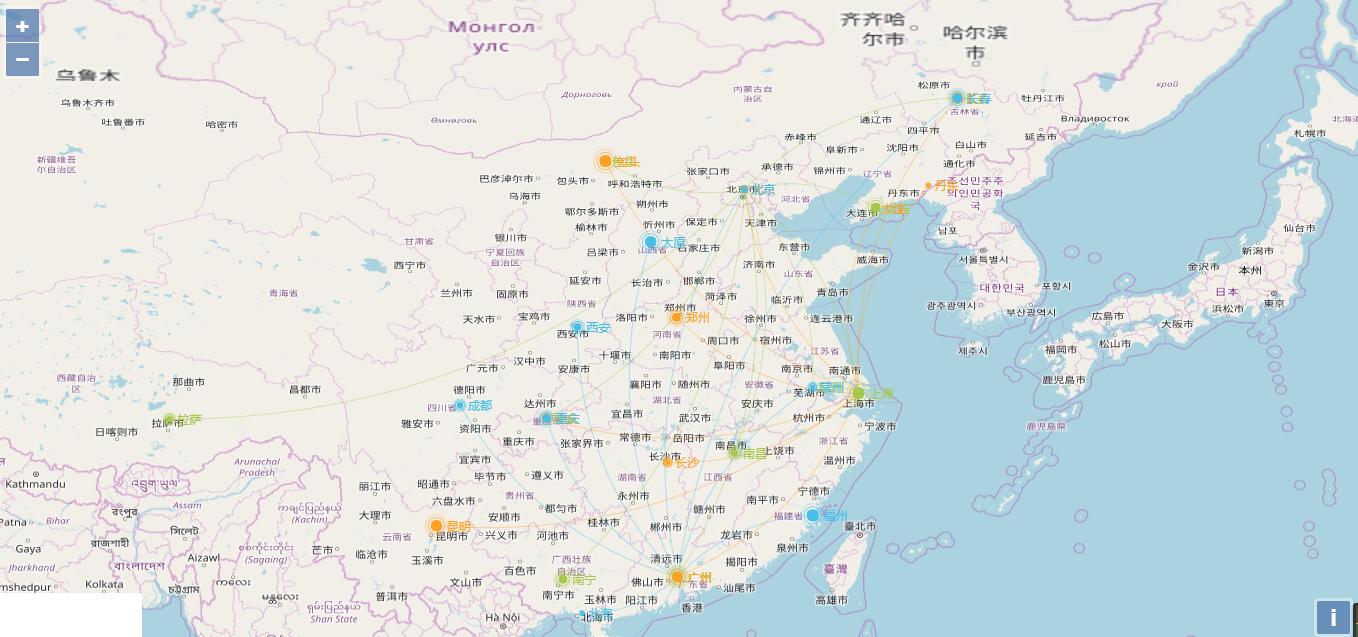 +
−
Монгол
улс
齐齐哈
尔市
哈尔滨
市
乌鲁木
край
内蒙古自
治区
松原市
长春
牡丹江市
乌鲁木齐市
Дорноговь
吉林省
Өмнөговь
通辽市
Владивосток
北海道
吐鲁番市
哈密市
四平市
札幌市
赤峰市
延吉市
阜新市
沈阳市
白山市
新疆维吾
尔自治区
包头
通化市
张家口市
承德市
锦州市
辽宁省
巴彦淖尔市
包头市
呼和浩特市
조선민주주
의인민공화
국
北京
丹东
丹东市
乌海市
河北省
朔州市
鄂尔多斯市
大连市
保定市
天津市
忻州市
榆林市
仙台市
남포
银川市
甘肃省
太原
山西省
石家庄市
东营市
吕梁市
宁夏回族
自治区
新潟市
威海市
서울특별시
西宁市
济南市
金沢市
本州
山东省
延安市
长治市
邯郸市
대한민국
포항시
青海省
兰州市
固原市
菏泽市
青岛市
日本
陕西省
临沂市
东京
광주광역시
郑州市
浜松市
부산광역시
郑州
广島市
天水市
宝鸡市
洛阳市
徐州市
连云港市
大阪市
西安
西安市
河南省
周口市
宿州市
松山市
福岡市
江苏省
제주시
十堰市
南阳市
汉中市
阜阳市
广元市
康安市
南京市
南通市
西藏自治
区
那曲市
昌都市
德阳市
襄阳市
随州市
安徽省
鹿児島市
常州
芜湖市
上海
湖北省
四川省
成都
达州市
安庆市
上海市
拉萨
宜昌市
武汉市
杭州市
重庆
雅安市
资阳市
宁波市
鹿児島県
日喀则市
重庆市
张家界市
常德市
岳阳市
南昌市
浙江省
南昌
上饶市
长沙市
长沙
宜宾市
温州市
Arunachal
Pradesh
毕节市
遵义市
湖南省
江西省
Kathmandu
丽江市
昭通市
宁德市
永州市
贵州省
六盘水市
南平市
Assam
都匀市
赣州市
大理市
安顺市
福建省
福州
Patna
Bihar
(Kachin)
昆明
桂林市
郴州市
臺北市
云南省
昆明市
兴义市
河池市
龙岩市
Gaya
芒市
临沧市
泉州市
Aizawl
(Sagaing)
玉溪市
广西壮族
自治区
清远市
揭阳市
Jharkhand
百色市
臺灣
mshedpur
Kolkata
文山市
南宁
佛山市
广州
东省
汕尾市
普洱市
南宁市
玉林市
阳江市
高雄市
香港
Shan State
Hà Nội
北海
北海市
i